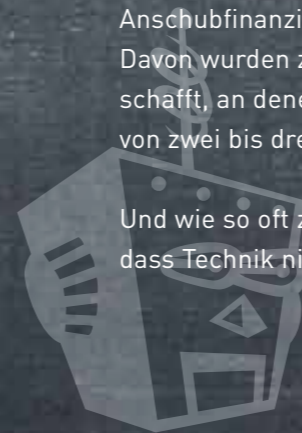 Anschubfinanzi
Davon wurden z
schafft, an dene
von zwei bis dre
Und wie so oft z
dass Technik ni